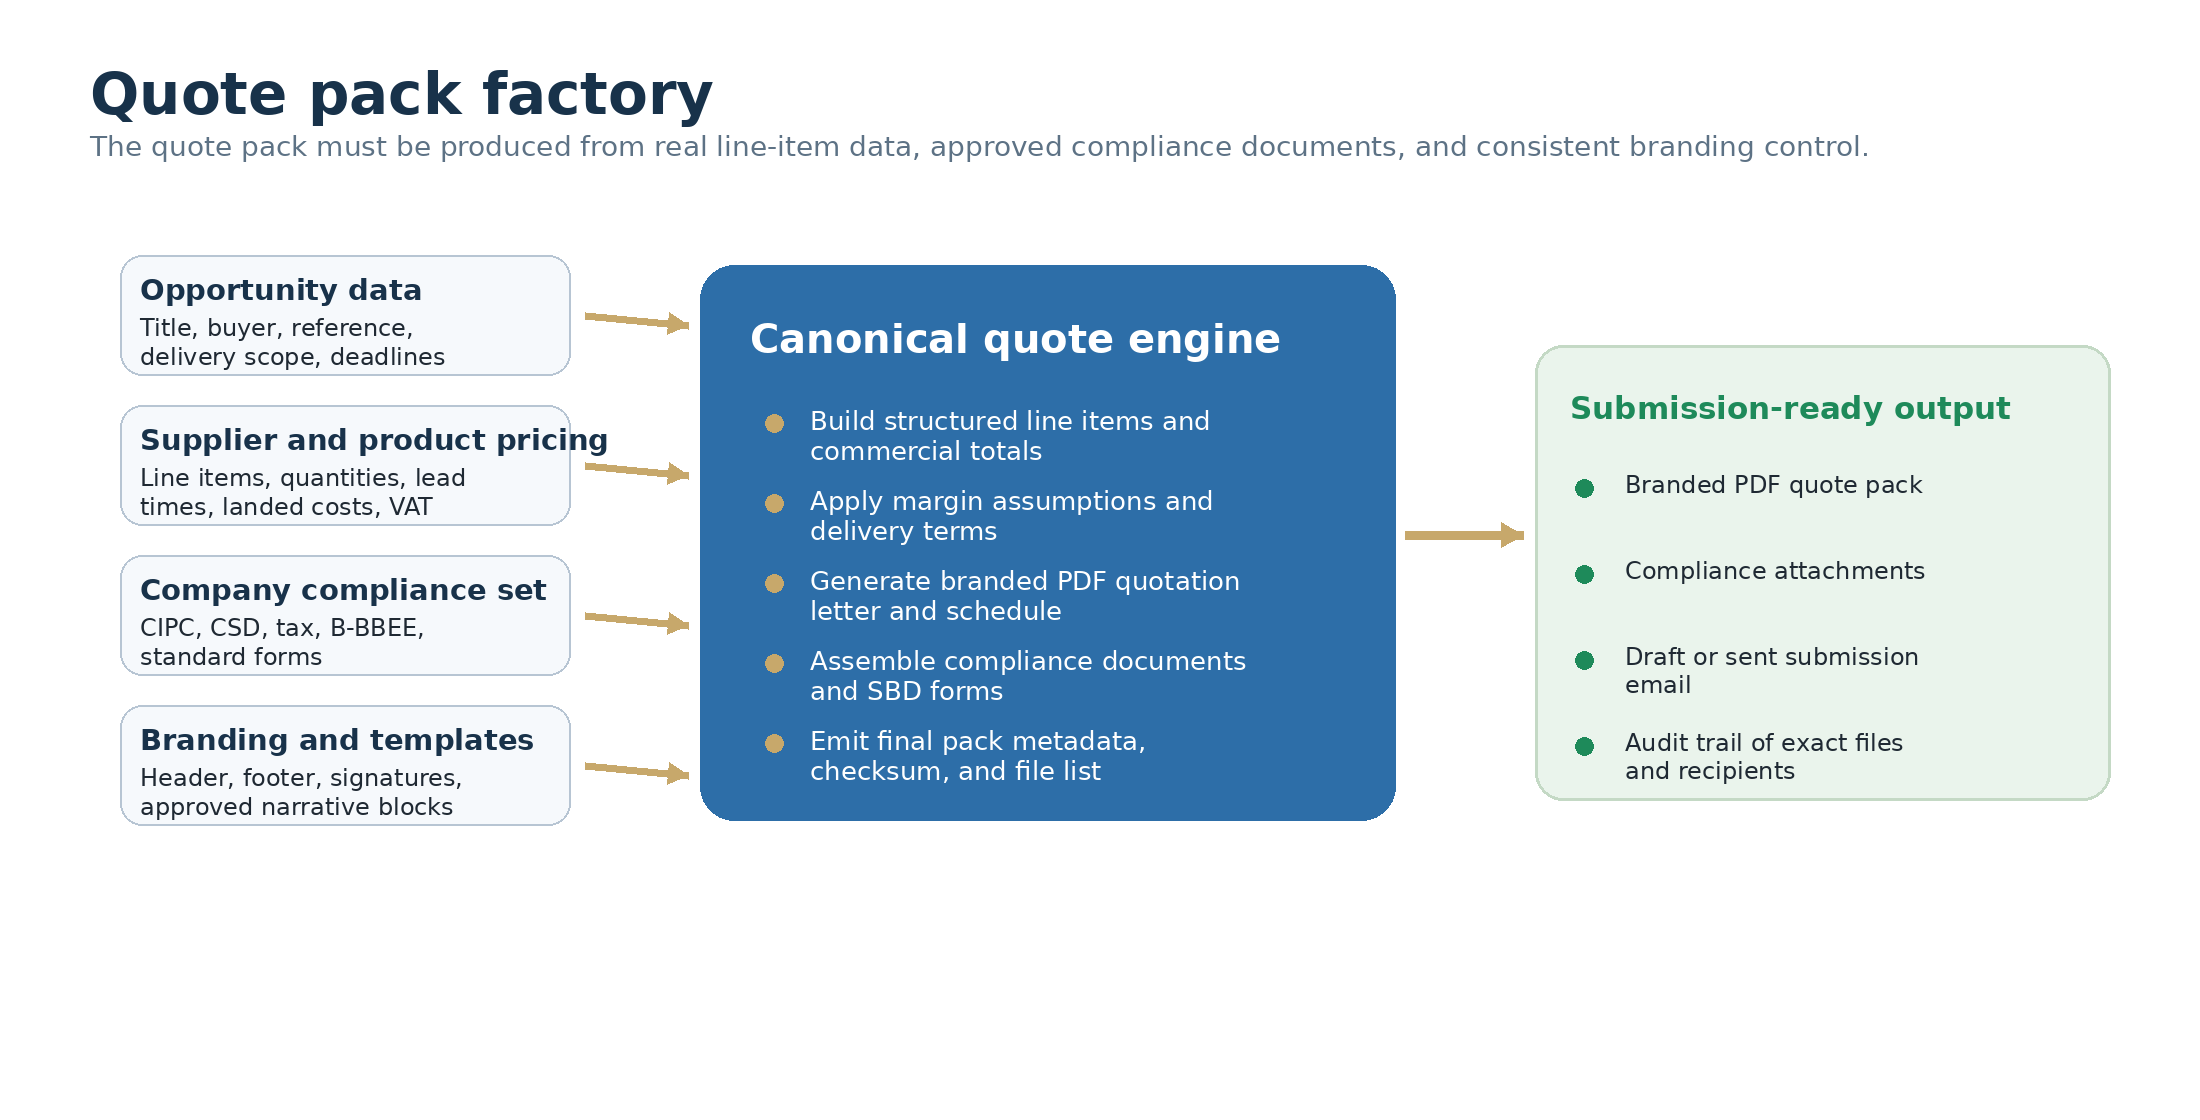 Quote pack factory
The quote pack must be produced from real line-item data, approved compliance documents, and consistent branding control.
Opportunity data
Title, buyer, reference,
delivery scope, deadlines
Supplier and product pricing
Line items, quantities, lead
times, landed costs, VAT
Company compliance set
CIPC, CSD, tax, B-BBEE,
standard forms
Branding and templates
Header, footer, signatures,
approved narrative blocks
Canonical quote engine
Build structured line items and
commercial totals
Apply margin assumptions and
delivery terms
Generate branded PDF quotation
letter and schedule
Assemble compliance documents
and SBD forms
Emit final pack metadata,
checksum, and file list
Submission-ready output
Branded PDF quote pack
Compliance attachments
Draft or sent submission
email
Audit trail of exact files
and recipients